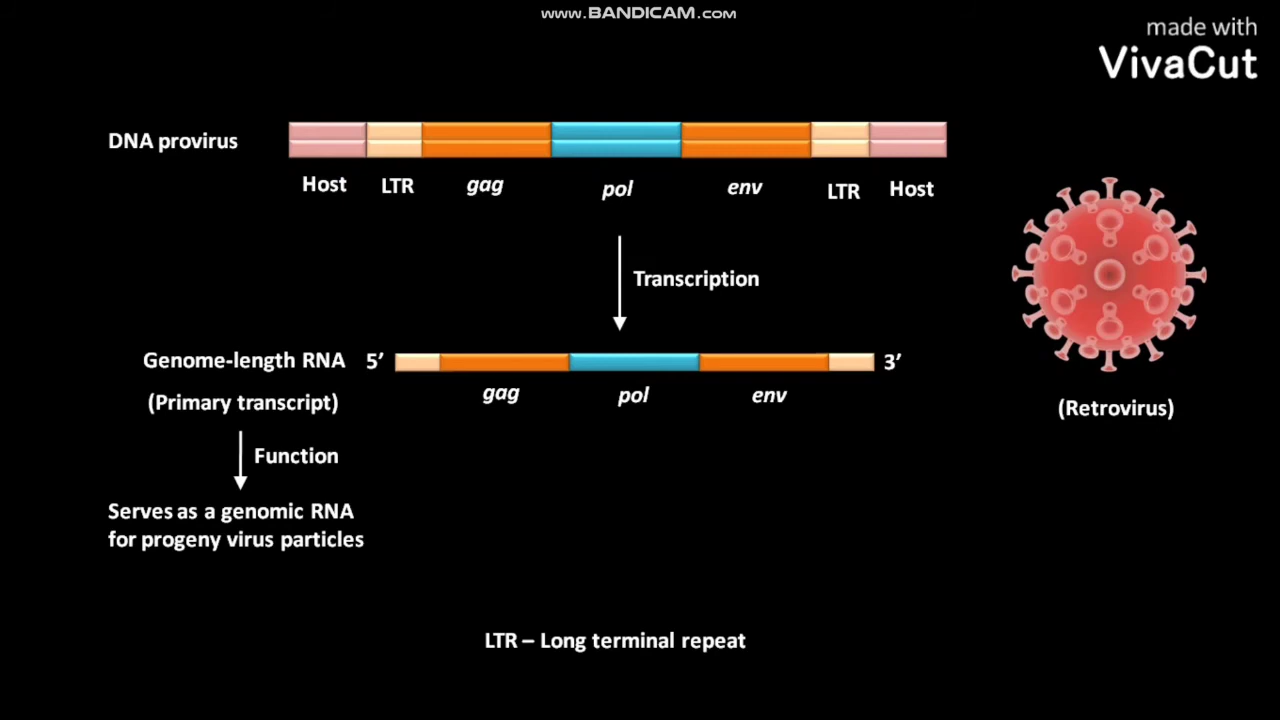 www.BANDICAM.com
made with
VivaCut
DNA provirus
Host LTR gag pol env LTR Host
Transcription
Genome-length RNA 5’ 3’
(Primary transcript)
gag pol env
(Retrovirus)
Function
Serves as a genomic RNA
for progeny virus particles
LTR – Long terminal repeat